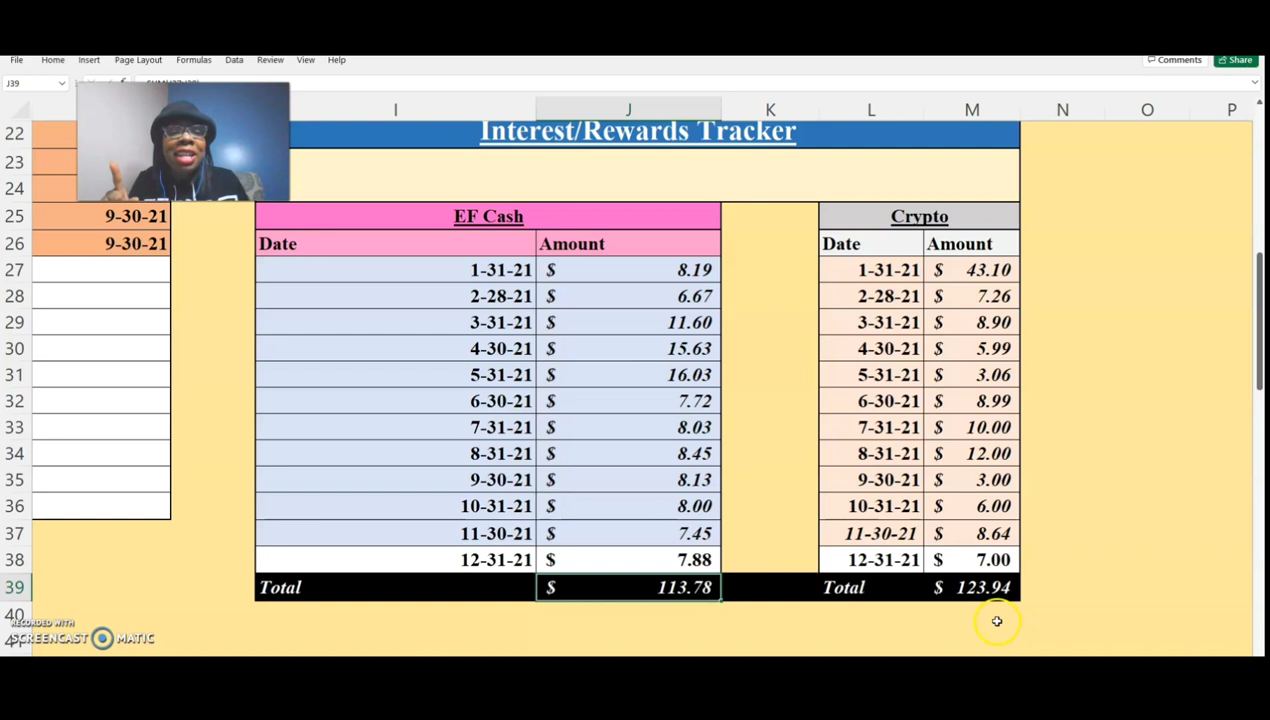 File Home Insert Page Layout Formulas Data Review View Help Comments Share
J39
I J K L M N O P
22 Interest/Rewards Tracker
23
24
25 9-30-21 EF Cash Crypto
26 9-30-21 Date Amount Date Amount
27 1-31-21 $ 8.19 1-31-21 $ 43.10
28 2-28-21 $ 6.67 2-28-21 $ 7.26
29 3-31-21 $ 11.60 3-31-21 $ 8.90
30 4-30-21 $ 15.63 4-30-21 $ 5.99
31 5-31-21 $ 16.03 5-31-21 $ 3.06
32 6-30-21 $ 7.72 6-30-21 $ 8.99
33 7-31-21 $ 8.03 7-31-21 $ 10.00
34 8-31-21 $ 8.45 8-31-21 $ 12.00
35 9-30-21 $ 8.13 9-30-21 $ 3.00
36 10-31-21 $ 8.00 10-31-21 $ 6.00
37 11-30-21 $ 7.45 11-30-21 $ 8.64
38 12-31-21 $ 7.88 12-31-21 $ 7.00
39 Total $ 113.78 Total $ 123.94
40
RECORDED WITH
SCREENCAST MATIC